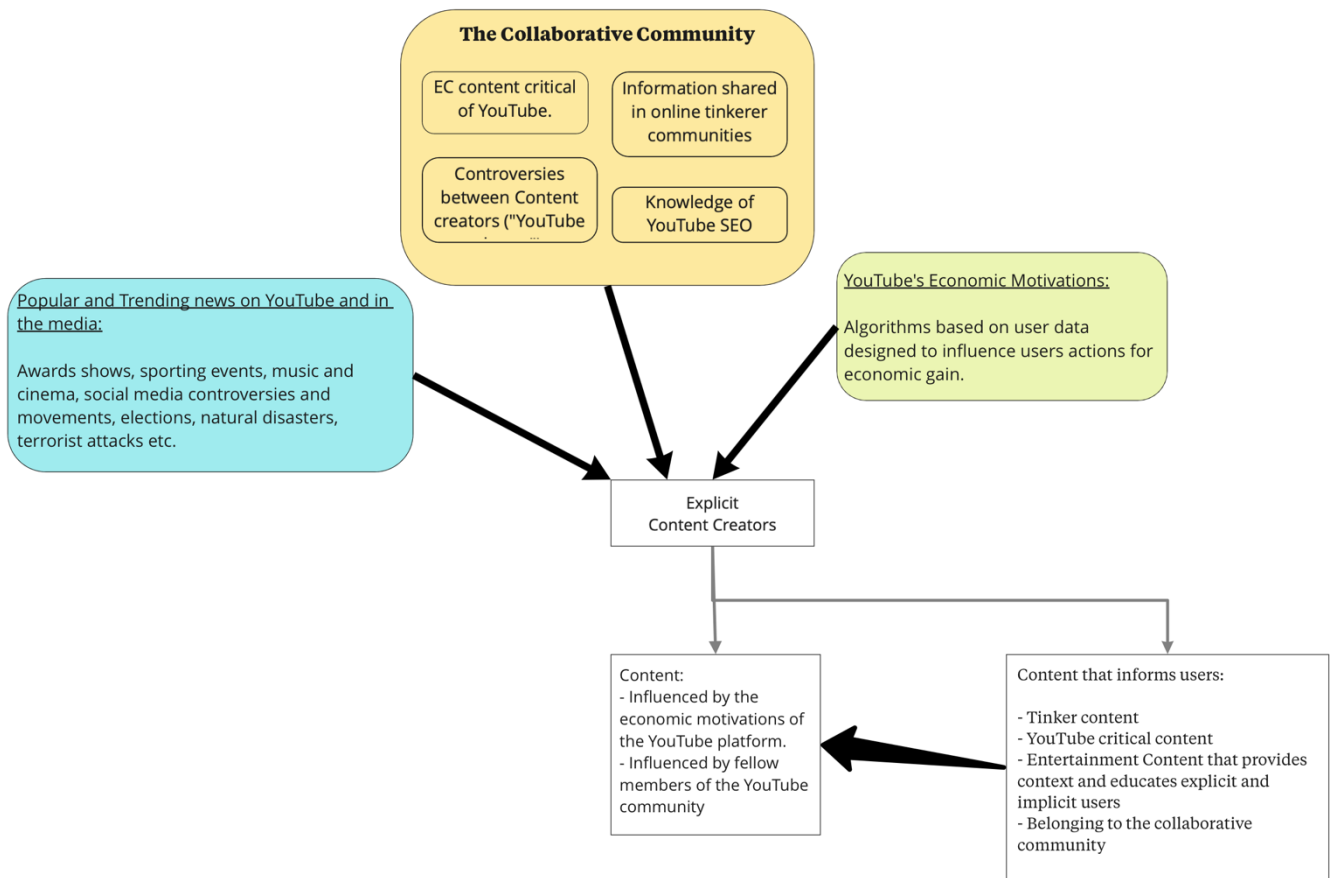 The Collaborative Community
EC content critical
of YouTube.
Information shared
in online tinkerer
communities
Controversies
between Content
creators ("YouTube
Knowledge of
YouTube SEO
Popular and Trending news on YouTube and in
the media:
Awards shows, sporting events, music and
cinema, social media controversies and
movements, elections, natural disasters,
terrorist attacks etc.
YouTube's Economic Motivations:
Algorithms based on user data
designed to influence users actions for
economic gain.
Explicit
Content Creators
Content:
- Influenced by the
economic motivations of
the YouTube platform.
- Influenced by fellow
members of the YouTube
community
Content that informs users:
- Tinker content
- YouTube critical content
- Entertainment Content that provides
context and educates explicit and
implicit users
- Belonging to the collaborative
community